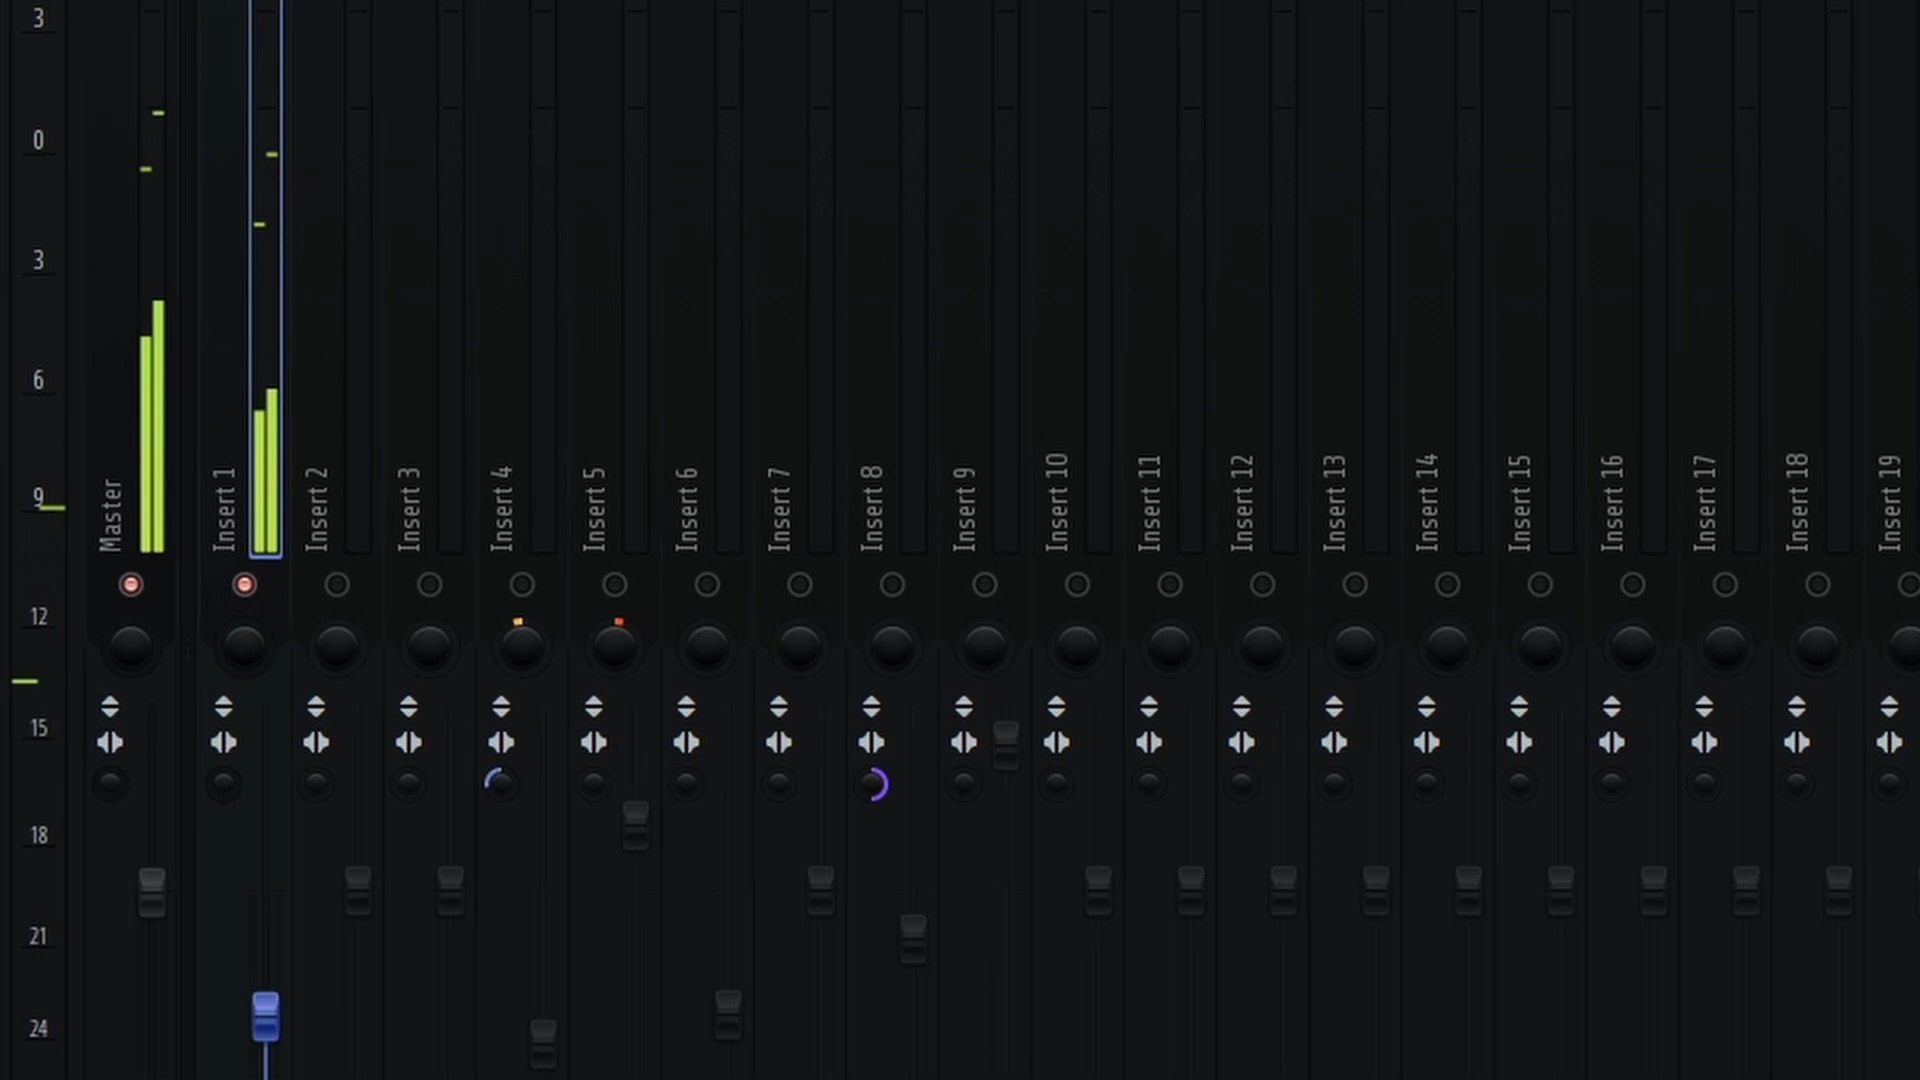 3
0
3
6
9
12
15
18
21
24
Master
Insert 1
Insert 2
Insert 3
Insert 4
Insert 5
Insert 6
Insert 7
Insert 8
Insert 9
Insert 10
Insert 11
Insert 12
Insert 13
Insert 14
Insert 15
Insert 16
Insert 17
Insert 18
Insert 19